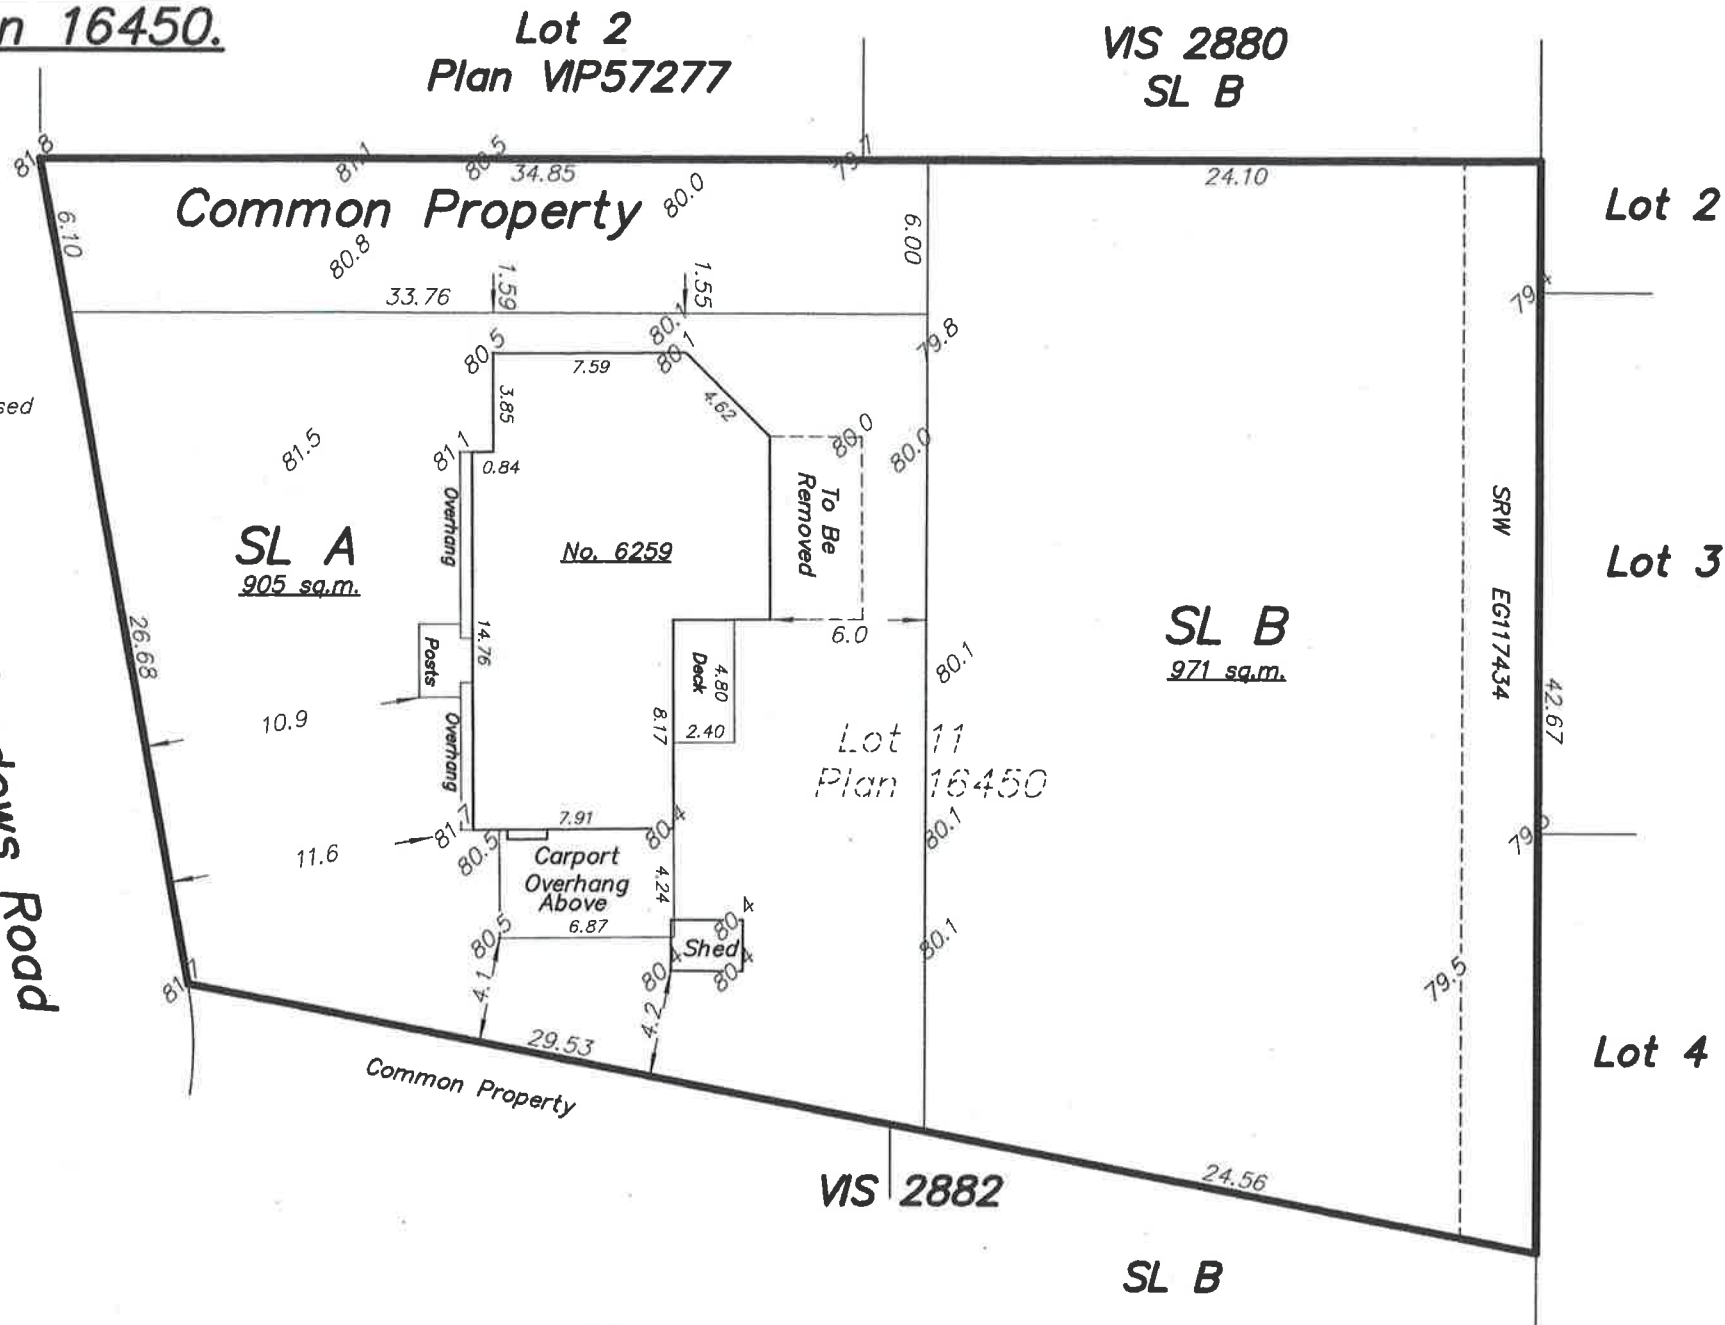 n 16450.
Lot 2
Plan VIP57277
VIS 2880
SL B
81.8
81.1
80.5
34.85
79.1
24.10
Common Property
80.0
6.10
80.8
6.00
Lot 2
33.76
1.59
1.55
80.1
79.8
80.5
80.1
7.59
sed
3.85
4.62
81.5
81.1
0.84
80.0
80.0
Overhang
To Be
Removed
SRW EG117434
SL A
905 sq.m.
No. 6259
Lot 3
26.68
14.76
Posts
6.0
SL B
971 sq.m.
Deck
4.80
2.40
80.1
10.9
8.17
42.67
Overhang
Lot 11
Plan 16450
Road
11.6
81.7
80.5
7.91
80.4
80.1
Carport
Overhang
Above
4.24
6.87
80.5
80.4
Shed
80.4
80.4
80.1
79.5
4.1
4.2
29.53
Common Property
Lot 4
VIS 2882
24.56
SL B